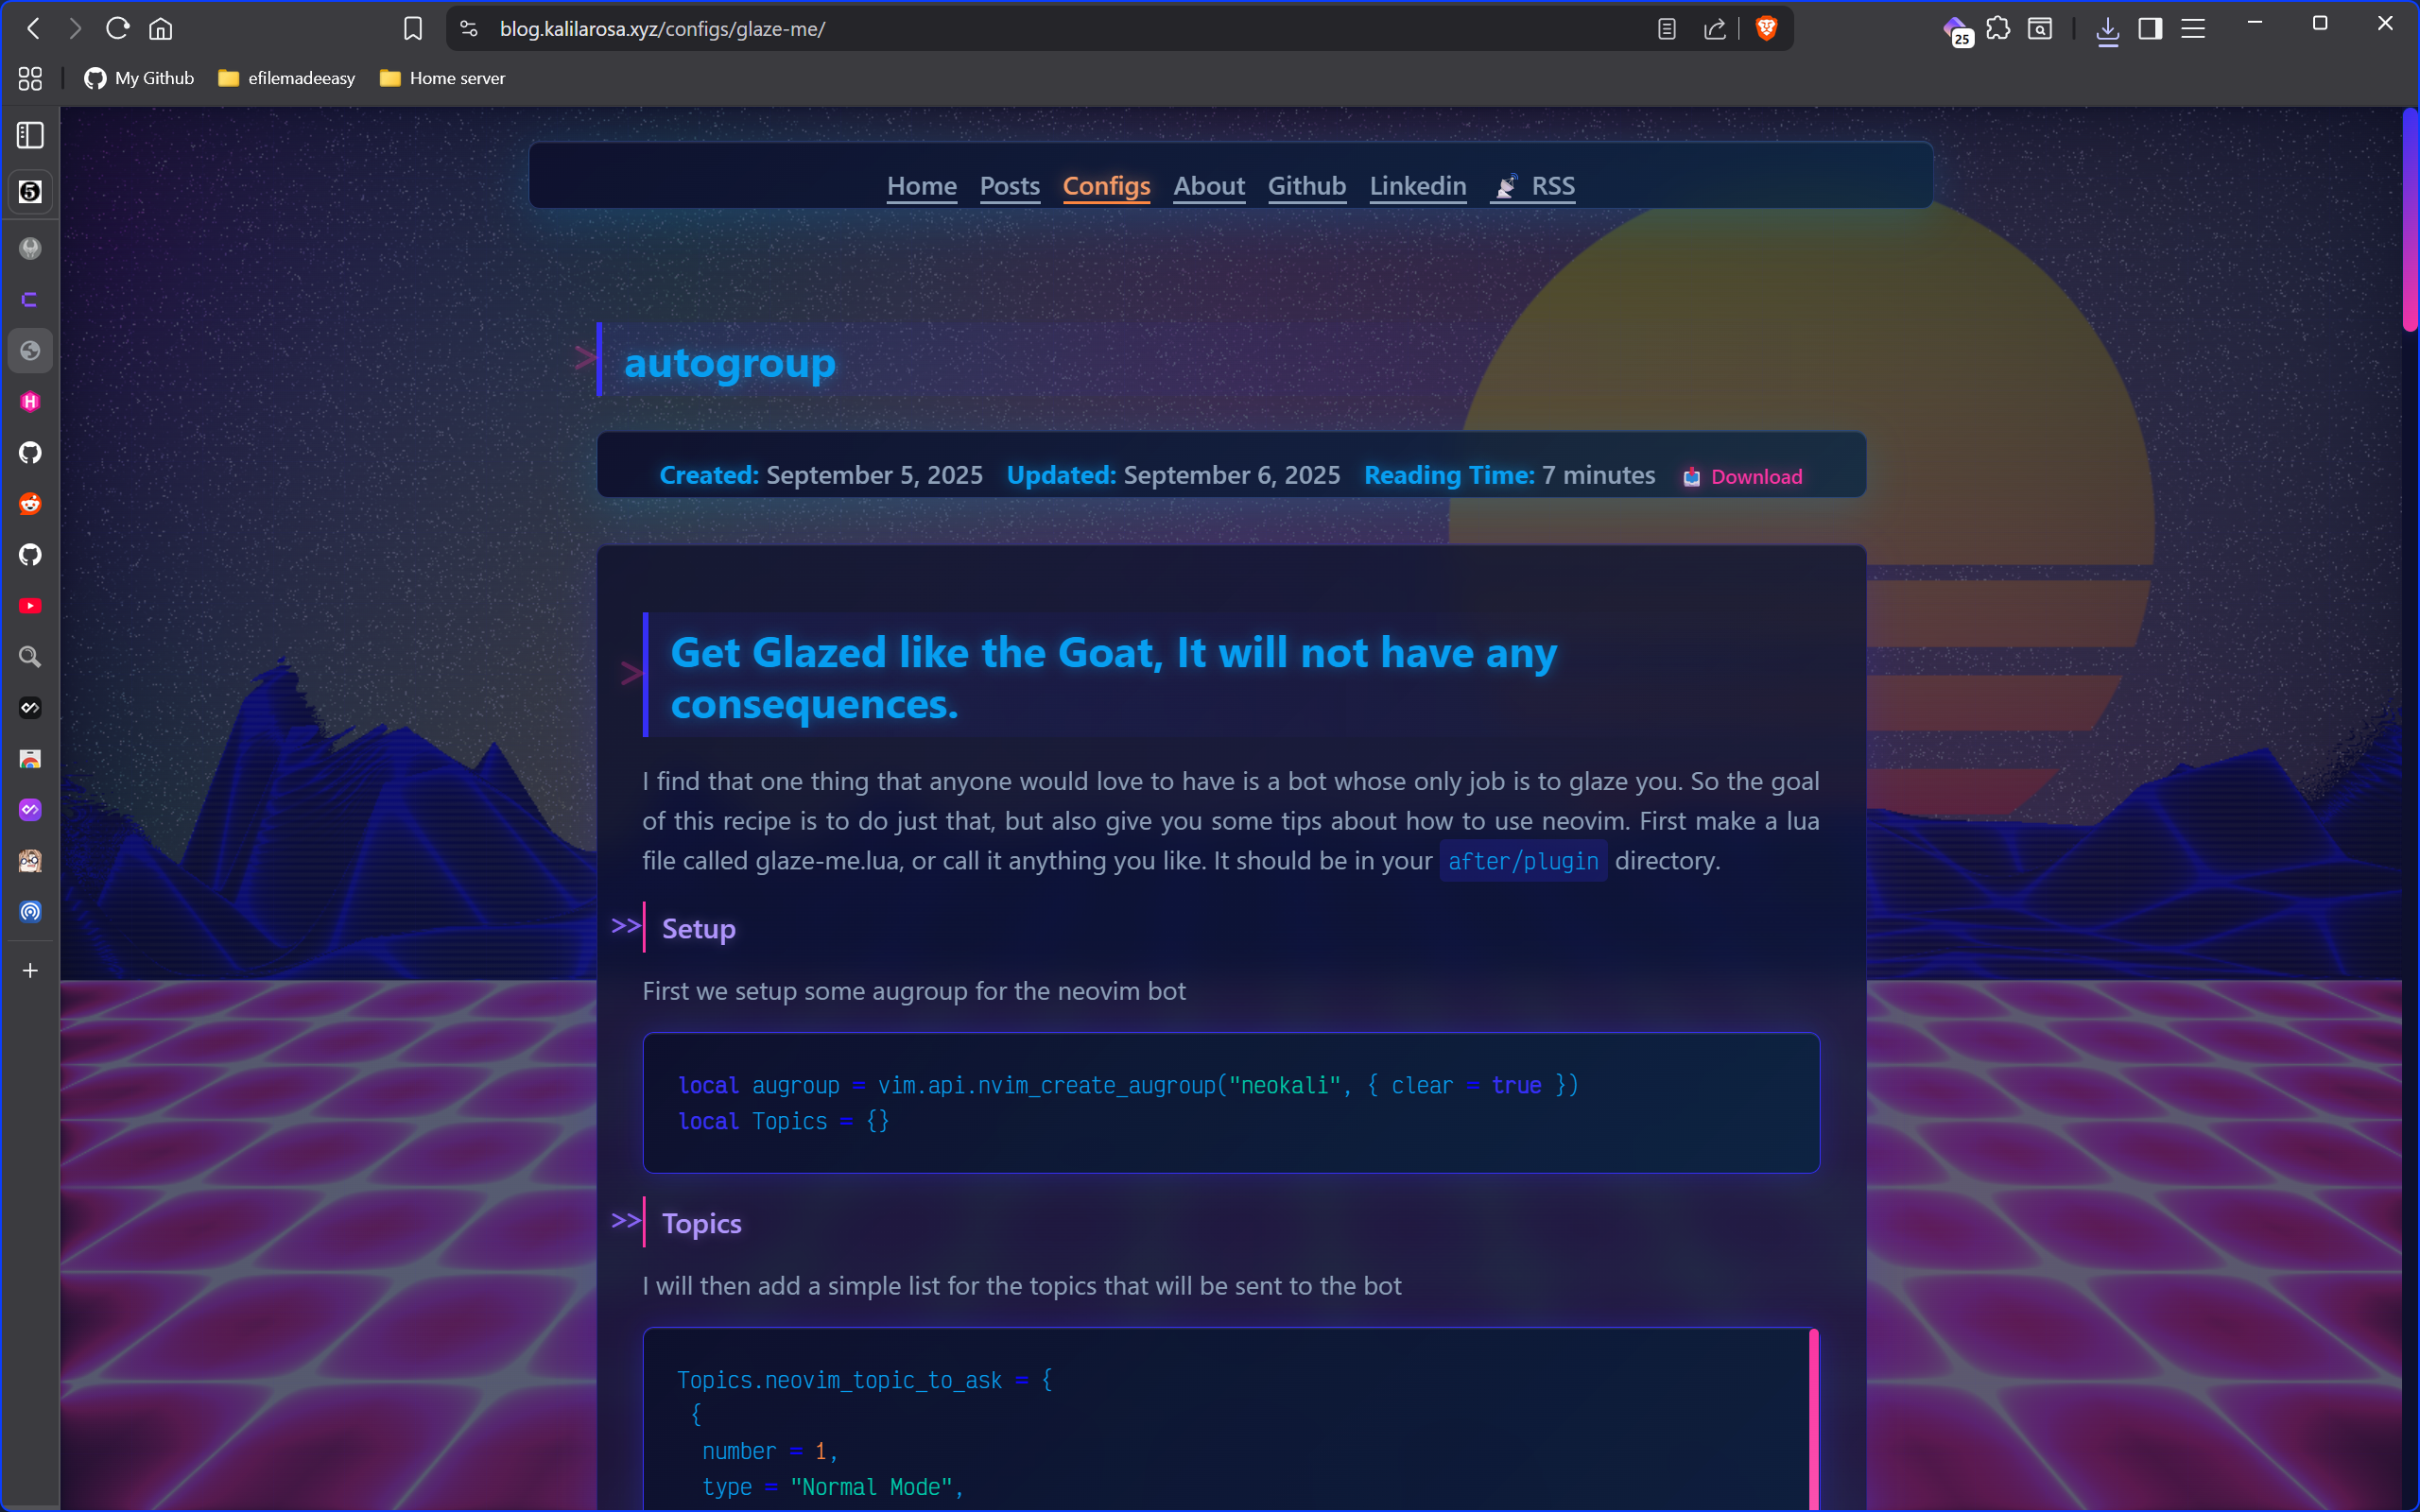 blog.kalilarosa.xyz/configs/glaze-me/
25
My Github efilemadeeasy Home server
Home Posts Configs About Github Linkedin 📡 RSS
> autogroup
Created: September 5, 2025 Updated: September 6, 2025 Reading Time: 7 minutes 📥 Download
> Get Glazed like the Goat, It will not have any
consequences.
I find that one thing that anyone would love to have is a bot whose only job is to glaze you. So the goal
of this recipe is to do just that, but also give you some tips about how to use neovim. First make a lua
file called glaze-me.lua, or call it anything you like. It should be in your after/plugin directory.
>> Setup
First we setup some augroup for the neovim bot
local augroup = vim.api.nvim_create_augroup("neokali", { clear = true })
local Topics = {}
>> Topics
I will then add a simple list for the topics that will be sent to the bot
Topics.neovim_topic_to_ask = {
{
number = 1,
type = "Normal Mode",